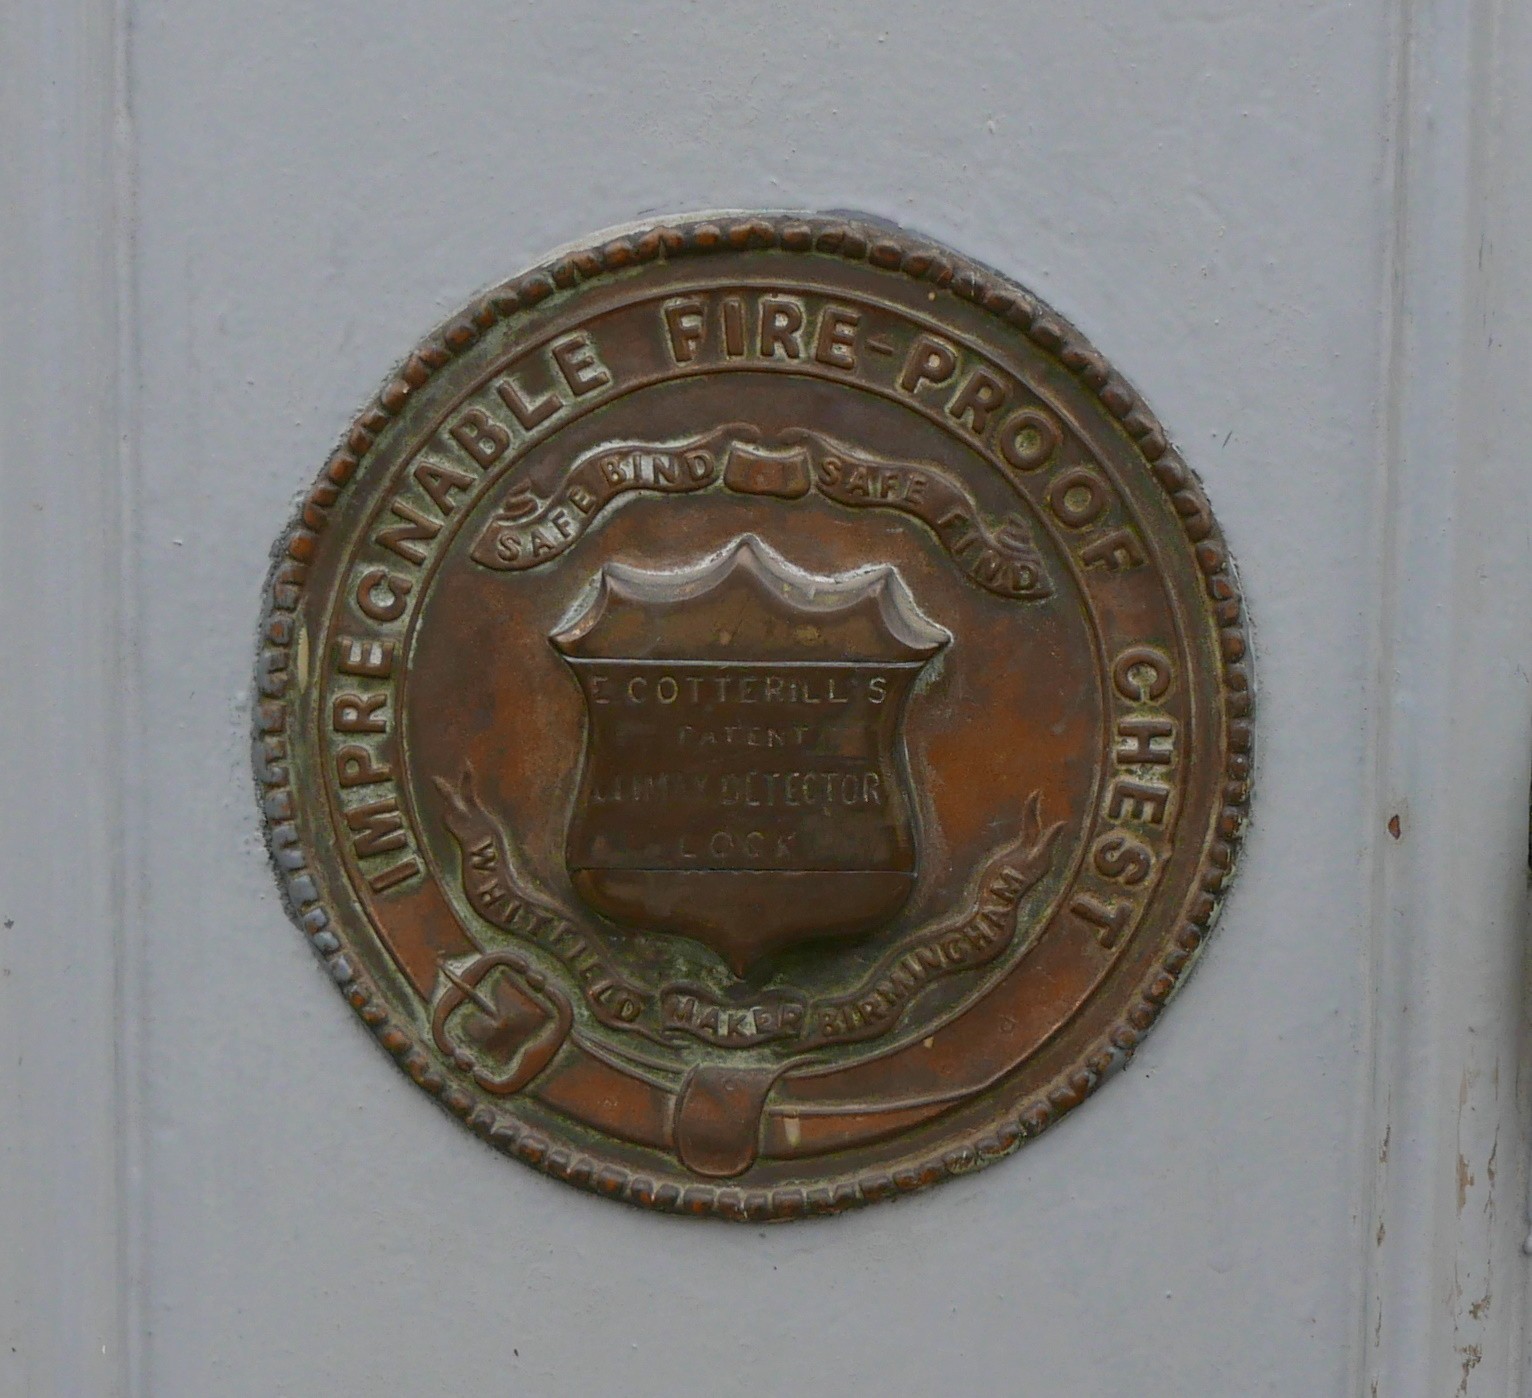 IMPREGNABLE FIRE-PROOF CHEST
SAFE BIND SAFE FIND
E COTTERILL'S
PATENT
DETECTOR
LOCK
WHITFIELD MAKER BIRMINGHAM